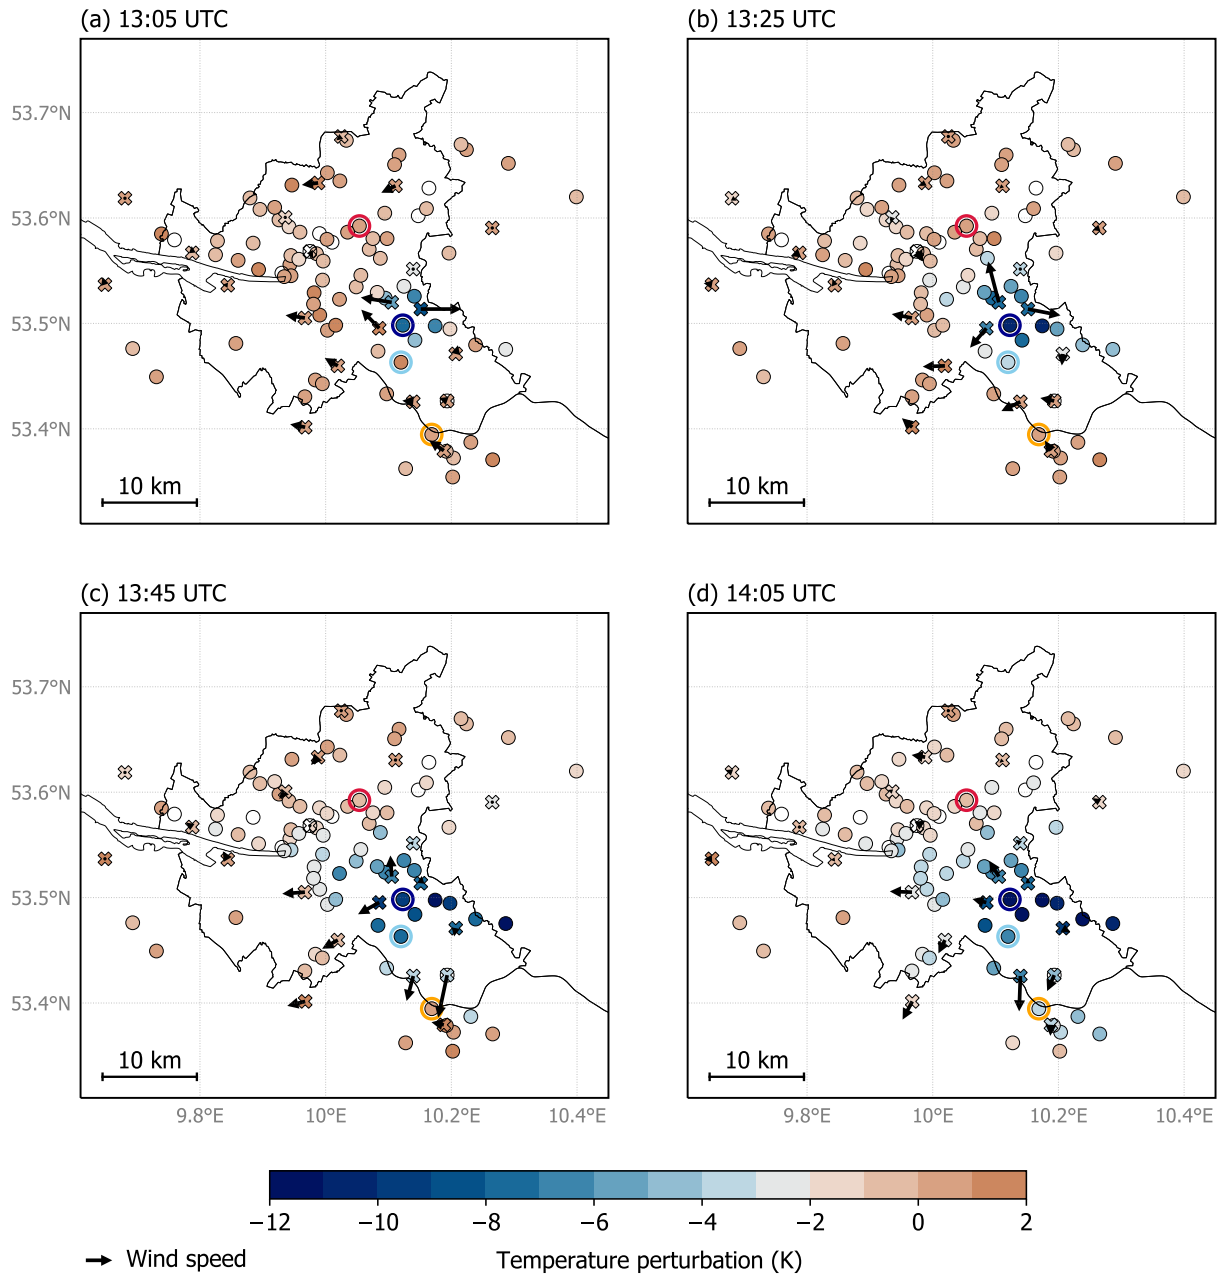 (a) 13:05 UTC
(b) 13:25 UTC
53.7°N
53.6°N
53.5°N
53.4°N
10 km
10 km
(c) 13:45 UTC
(d) 14:05 UTC
53.7°N
53.6°N
53.5°N
53.4°N
10 km
10 km
9.8°E 10°E 10.2°E 10.4°E
9.8°E 10°E 10.2°E 10.4°E
−12 −10 −8 −6 −4 −2 0 2
Wind speed
Temperature perturbation (K)